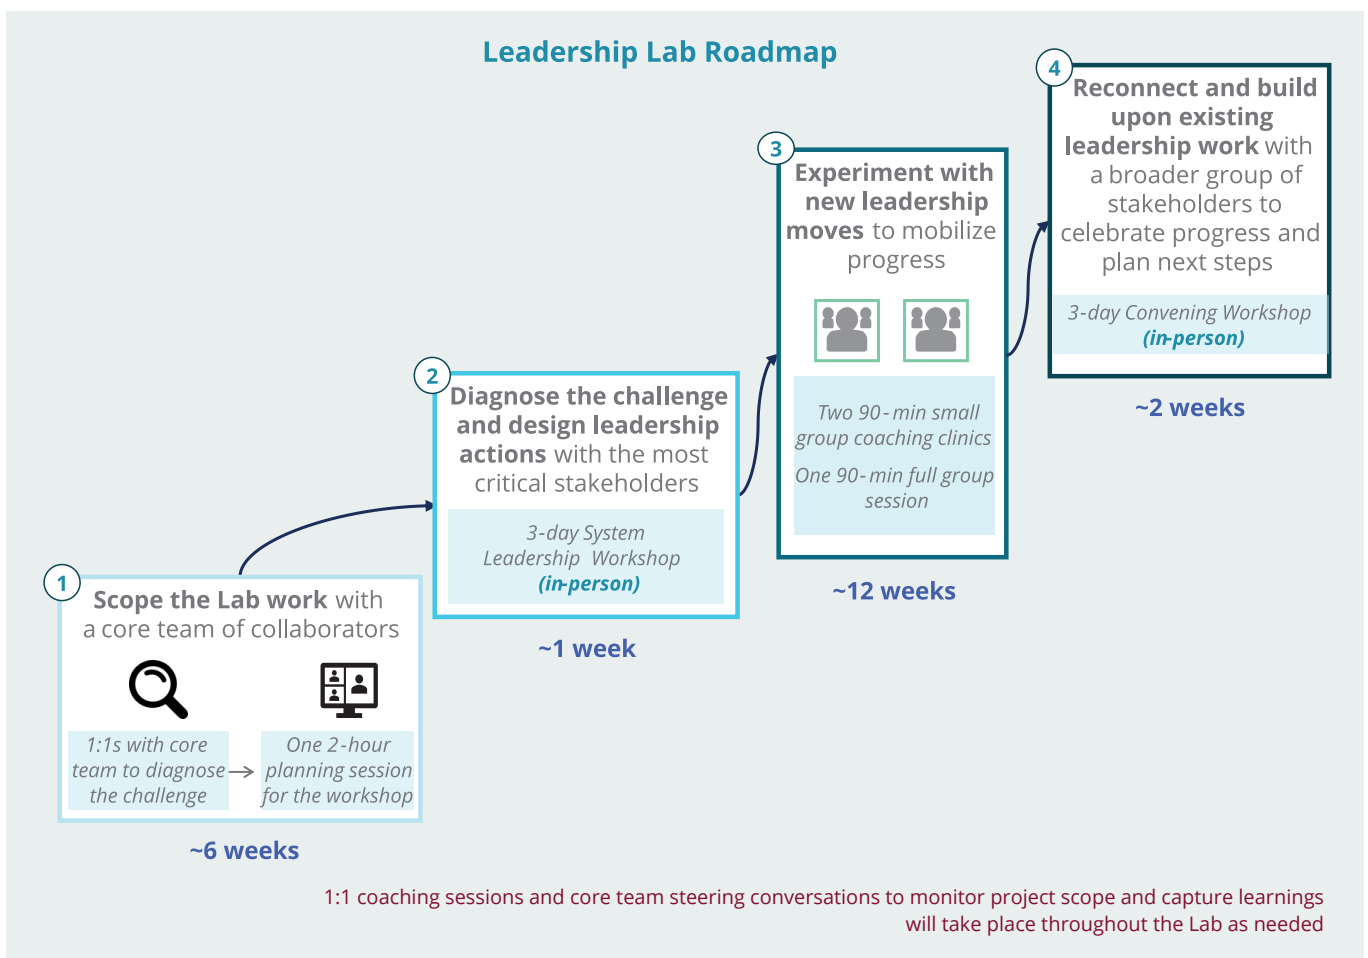 Leadership Lab Roadmap
1
Scope the Lab work with
a core team of collaborators
1:1s with core
team to diagnose
the challenge
One 2-hour
planning session
for the workshop
~6 weeks
2
Diagnose the challenge
and design leadership
actions with the most
critical stakeholders
3-day System
Leadership Workshop
(in-person)
~1 week
3
Experiment with
new leadership
moves to mobilize
progress
Two 90-min small
group coaching clinics
One 90-min full group
session
~12 weeks
4
Reconnect and build
upon existing
leadership work with
a broader group of
stakeholders to
celebrate progress and
plan next steps
3-day Convening Workshop
(in-person)
~2 weeks
1:1 coaching sessions and core team steering conversations to monitor project scope and capture learnings
will take place throughout the Lab as needed